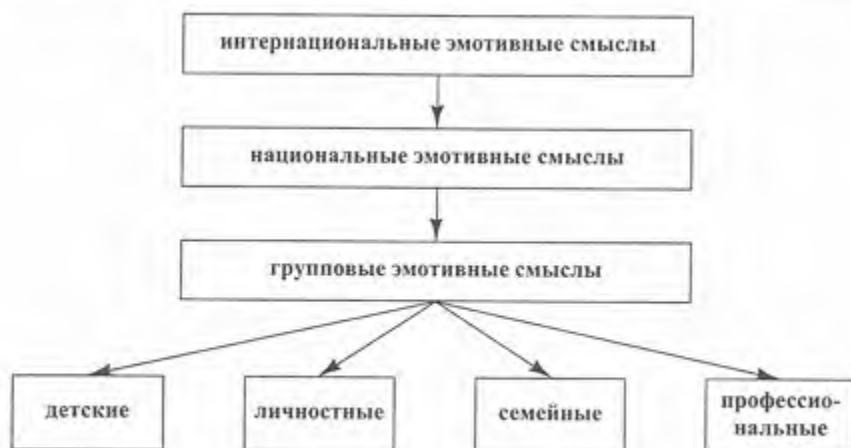 интернациональные эмотивные смыслы
национальные эмотивные смыслы
групповые эмотивные смыслы
детские
личностные
семейные
профессио-
нальные